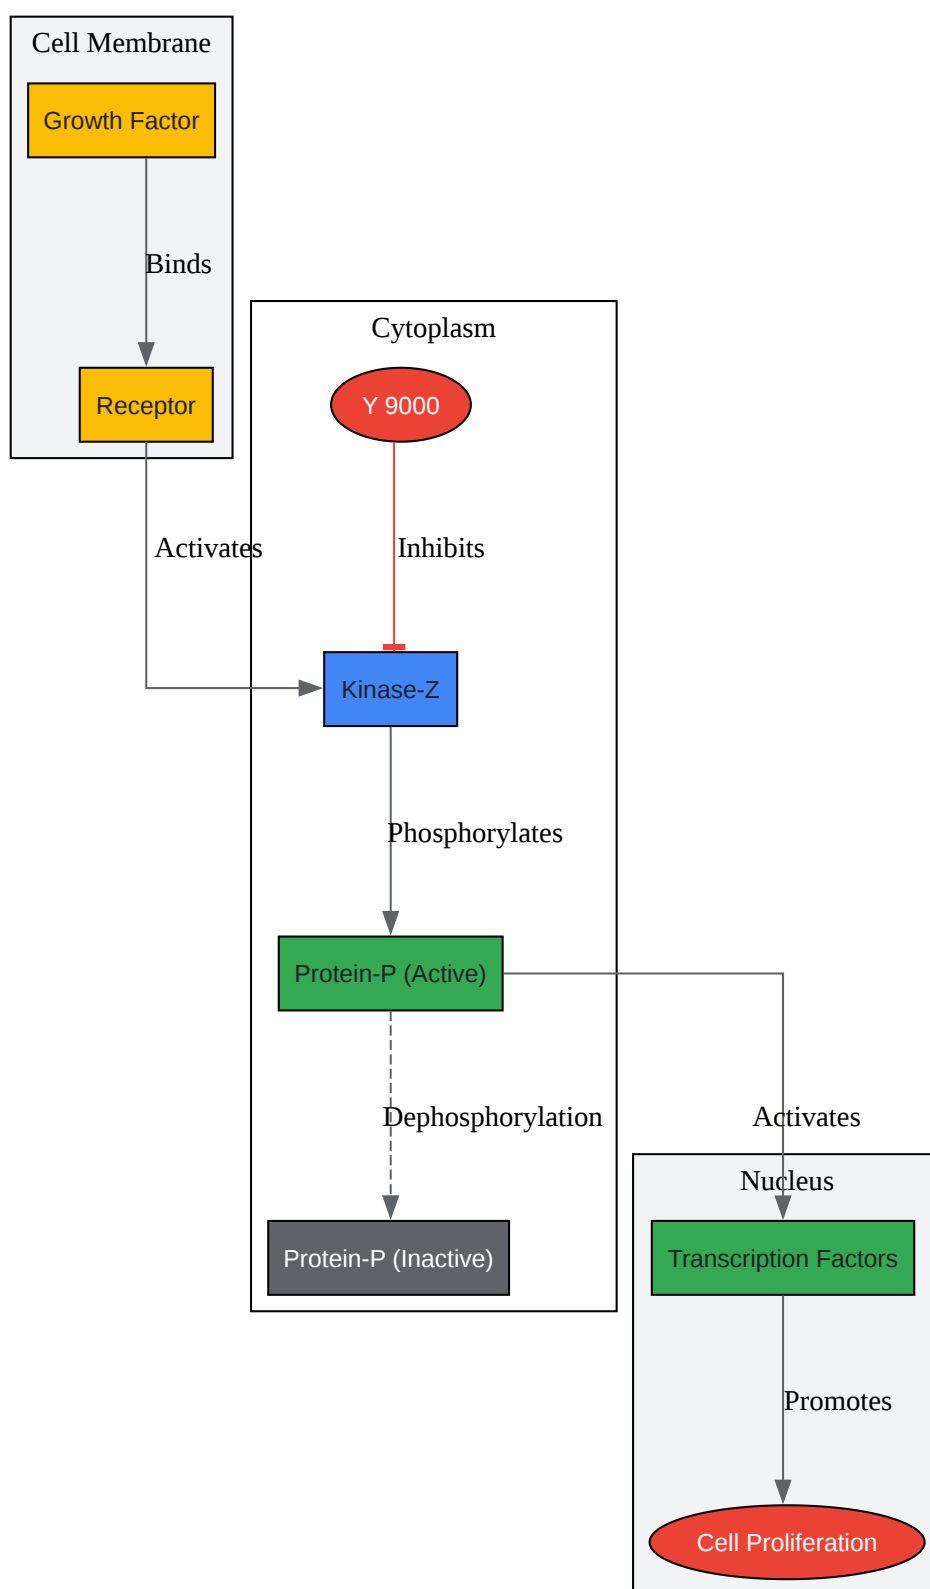 Cell Membrane
Growth Factor
Binds
Receptor
Activates
Cytoplasm
Y 9000
Inhibits
Kinase-Z
Phosphorylates
Protein-P (Active)
Dephosphorylation
Protein-P (Inactive)
Activates
Nucleus
Transcription Factors
Promotes
Cell Proliferation